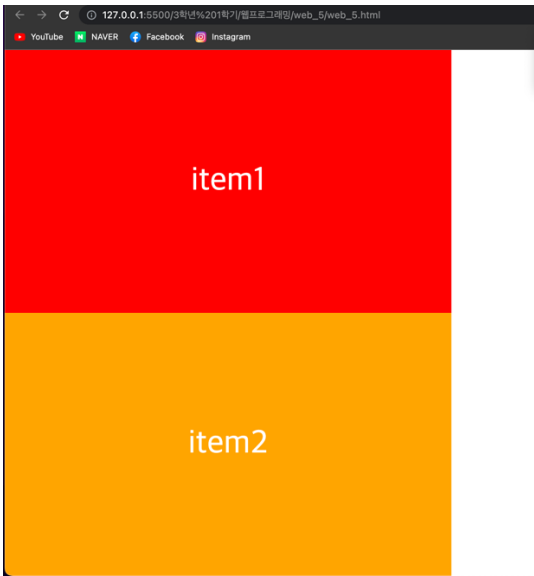 127.0.0.1:5500/3학년%201학기/웹프로그래밍/web_5/web_5.html
YouTube NAVER Facebook Instagram
item1
item2